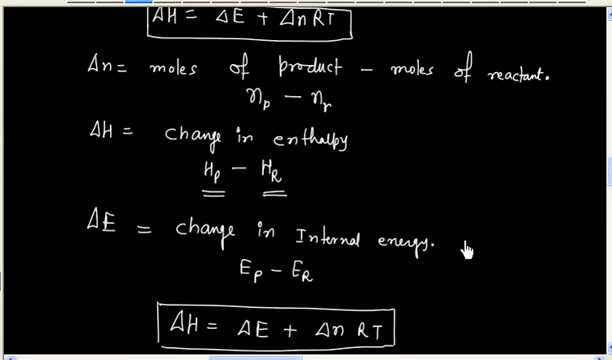 ΔH = ΔE + Δn RT
Δn = moles of product - moles of reactant.
np - nr
ΔH = change in enthalpy
HP - HR
ΔE = change in Internal energy.
EP - ER
ΔH = ΔE + Δn RT